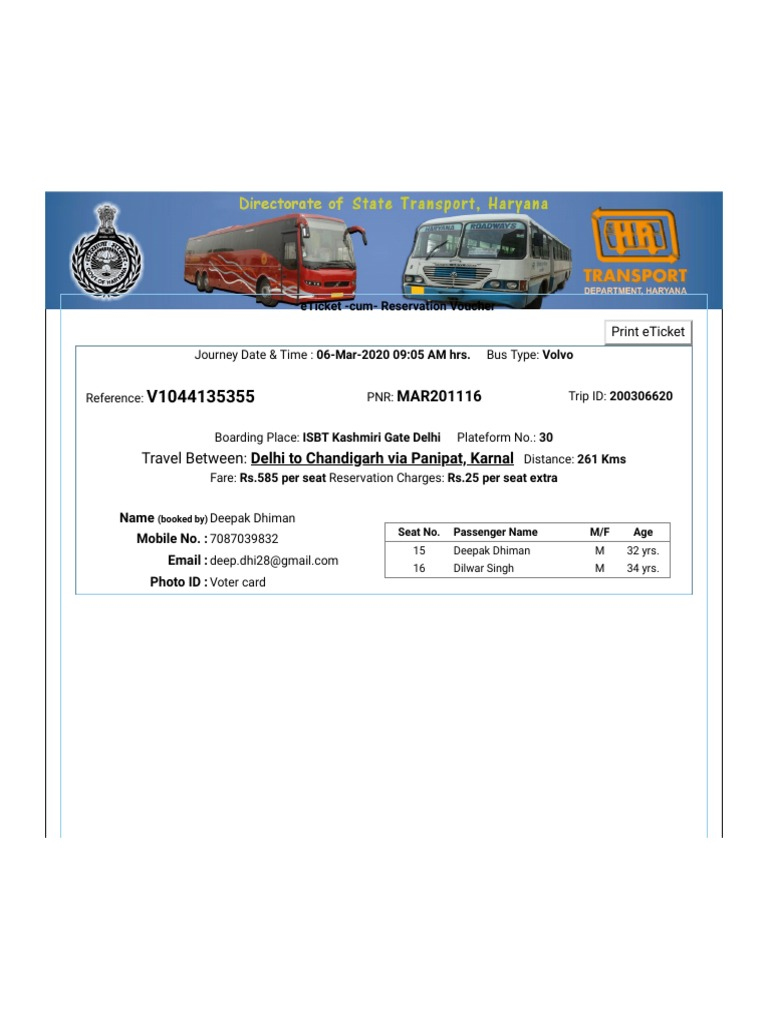 Directorate of State Transport, Haryana
HARYANA ROADWAYS
HR
TRANSPORT
DEPARTMENT, HARYANA
GOVT. OF HARYANA
eTicket -cum- Reservation Voucher
Print eTicket
Journey Date & Time : 06-Mar-2020 09:05 AM hrs. Bus Type: Volvo
Reference: V1044135355 PNR: MAR201116 Trip ID: 200306620
Boarding Place: ISBT Kashmiri Gate Delhi Plateform No.: 30
Travel Between: Delhi to Chandigarh via Panipat, Karnal Distance: 261 Kms
Fare: Rs.585 per seat Reservation Charges: Rs.25 per seat extra
Name (booked by) Deepak Dhiman
Mobile No. : 7087039832
Email : deep.dhi28@gmail.com
Photo ID : Voter card
Seat No. Passenger Name M/F Age
15 Deepak Dhiman M 32 yrs.
16 Dilwar Singh M 34 yrs.